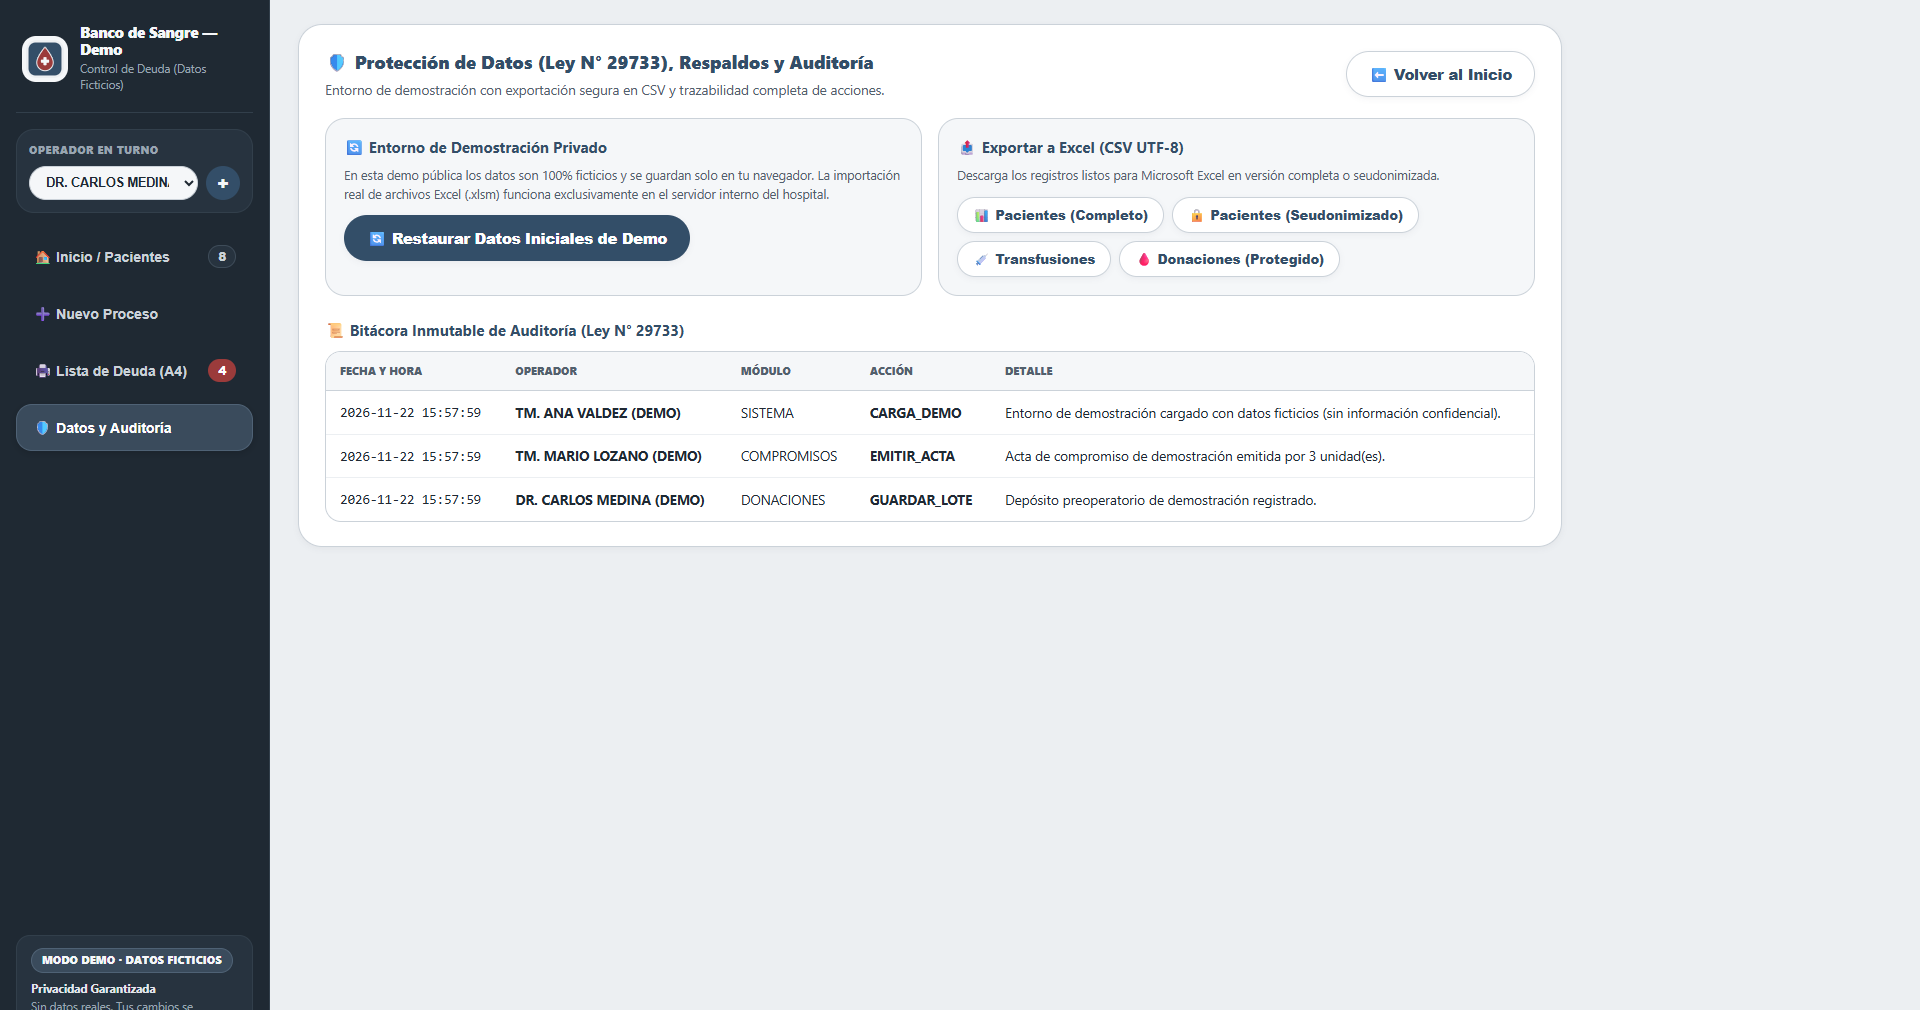 Banco de Sangre —
Demo
Control de Deuda (Datos
Ficticios)
OPERADOR EN TURNO
DR. CARLOS MEDIN
+
Inicio / Pacientes 8
Nuevo Proceso
Lista de Deuda (A4) 4
Datos y Auditoría
MODO DEMO - DATOS FICTICIOS
Privacidad Garantizada
Sin datos reales. Tus cambios se
Protección de Datos (Ley N° 29733), Respaldos y Auditoría
Entorno de demostración con exportación segura en CSV y trazabilidad completa de acciones.
Volver al Inicio
Entorno de Demostración Privado
En esta demo pública los datos son 100% ficticios y se guardan solo en tu navegador. La importación
real de archivos Excel (.xlsm) funciona exclusivamente en el servidor interno del hospital.
Restaurar Datos Iniciales de Demo
Exportar a Excel (CSV UTF-8)
Descarga los registros listos para Microsoft Excel en versión completa o seudonimizada.
Pacientes (Completo) Pacientes (Seudonimizado)
Transfusiones Donaciones (Protegido)
Bitácora Inmutable de Auditoría (Ley N° 29733)
FECHA Y HORA OPERADOR MÓDULO ACCIÓN DETALLE
2026-11-22 15:57:59 TM. ANA VALDEZ (DEMO) SISTEMA CARGA_DEMO Entorno de demostración cargado con datos ficticios (sin información confidencial).
2026-11-22 15:57:59 TM. MARIO LOZANO (DEMO) COMPROMISOS EMITIR_ACTA Acta de compromiso de demostración emitida por 3 unidad(es).
2026-11-22 15:57:59 DR. CARLOS MEDINA (DEMO) DONACIONES GUARDAR_LOTE Depósito preoperatorio de demostración registrado.